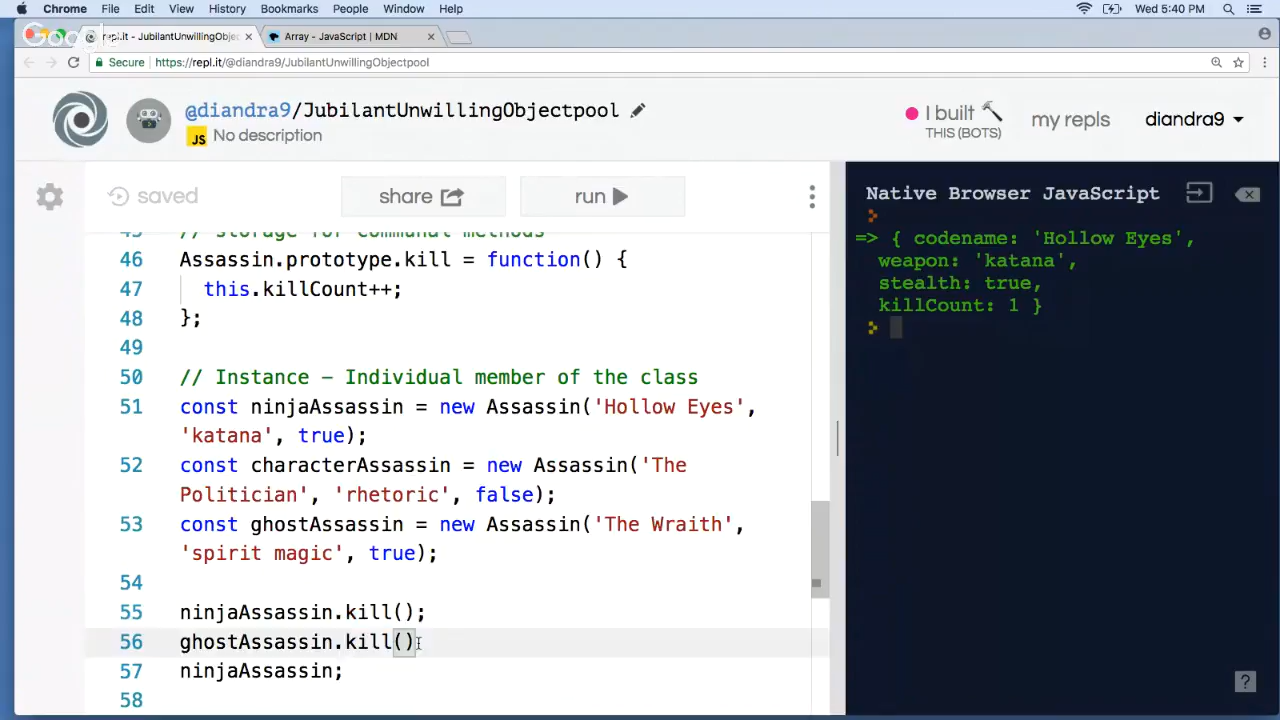 Chrome File Edit View History Bookmarks People Window Help Wed 5:40 PM
Google
repl.it - JubilantUnwillingObjec Array - JavaScript | MDN
Secure https://repl.it/@diandra9/JubilantUnwillingObjectpool
@diandra9/JubilantUnwillingObjectpool
JS No description
I built
THIS (BOTS)
my repls
diandra9
saved
share
run
45 // storage for communal methods
46 Assassin.prototype.kill = function() {
47 this.killCount++;
48 };
49
50 // Instance - Individual member of the class
51 const ninjaAssassin = new Assassin('Hollow Eyes',
'katana', true);
52 const characterAssassin = new Assassin('The
Politician', 'rhetoric', false);
53 const ghostAssassin = new Assassin('The Wraith',
'spirit magic', true);
54
55 ninjaAssassin.kill();
56 ghostAssassin.kill()
57 ninjaAssassin;
58
Native Browser JavaScript
=> { codename: 'Hollow Eyes',
weapon: 'katana',
stealth: true,
killCount: 1 }
?